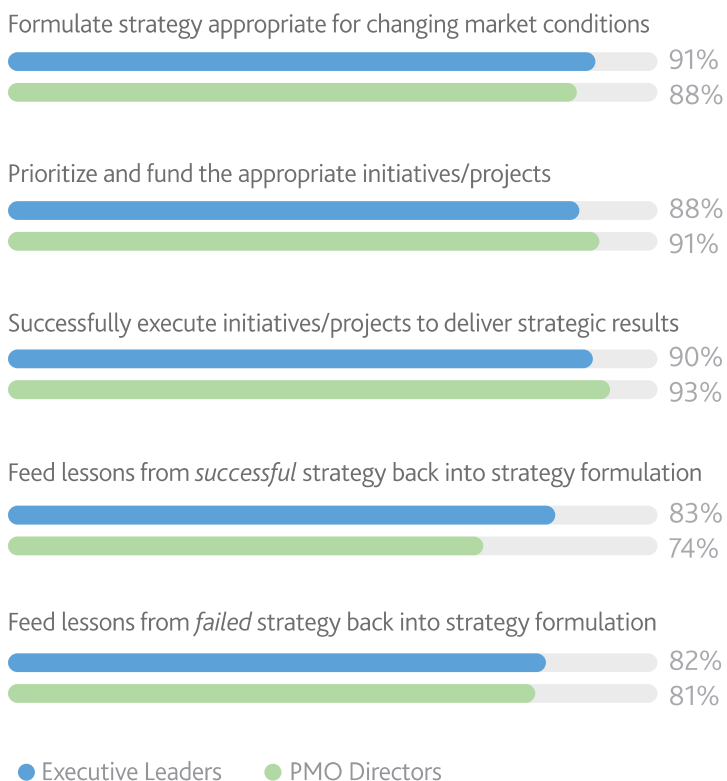 Formulate strategy appropriate for changing market conditions
91%
88%
Prioritize and fund the appropriate initiatives/projects
88%
91%
Successfully execute initiatives/projects to deliver strategic results
90%
93%
Feed lessons from successful strategy back into strategy formulation
83%
74%
Feed lessons from failed strategy back into strategy formulation
82%
81%
Executive Leaders PMO Directors